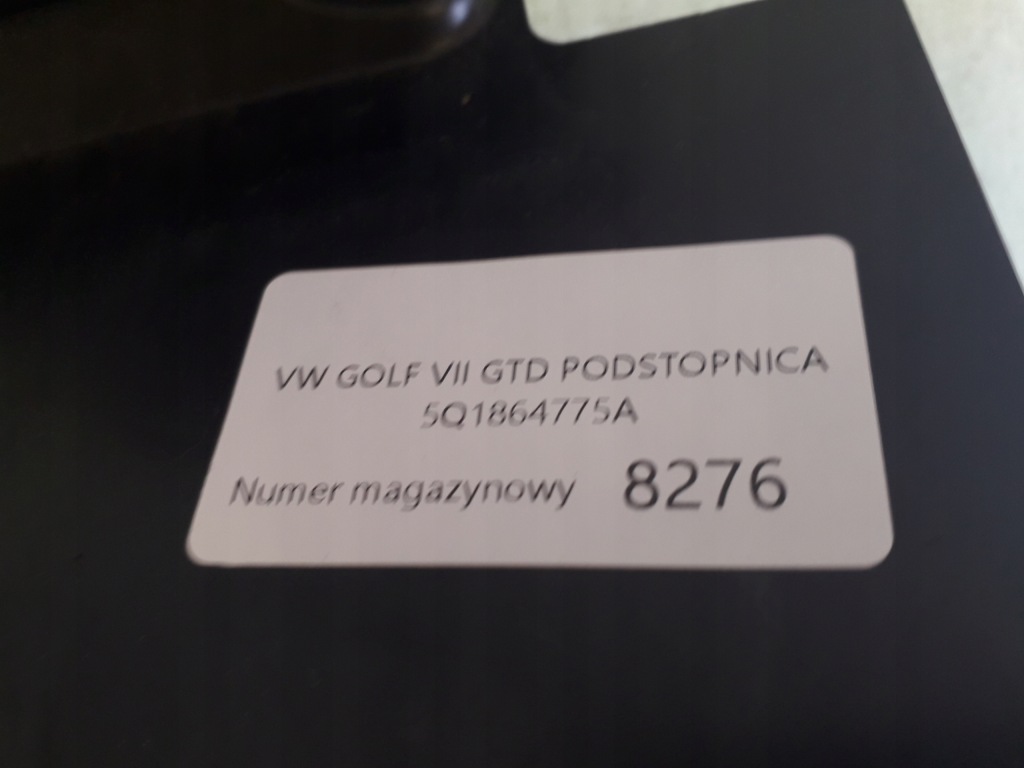 VW GOLF VII GTD PODSTOPNICA
5Q1864775A
Numer magazynowy 8276